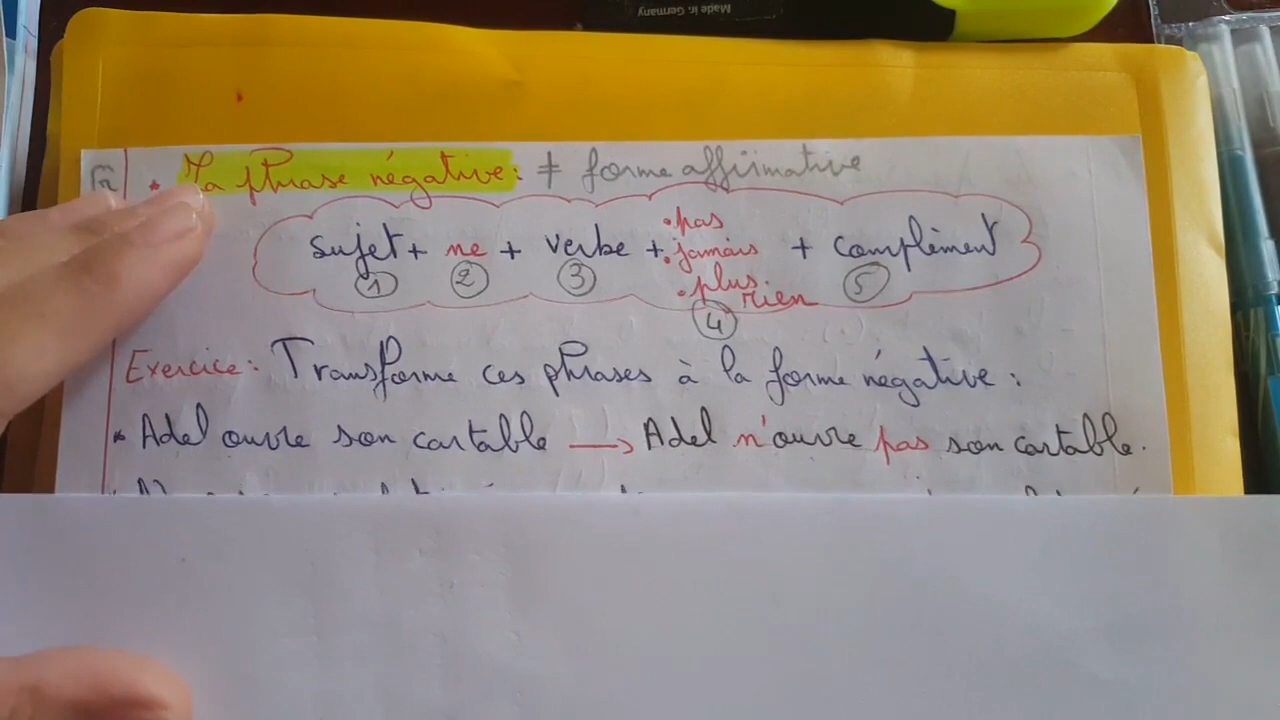 Made in Germany
* La phrase négative : ≠ forme affirmative
sujet + ne + verbe + • pas • jamais • plus rien + complément
1 2 3 4 5
Exercice : Transforme ces phrases à la forme négative :
* Adel ouvre son cartable → Adel n'ouvre pas son cartable.